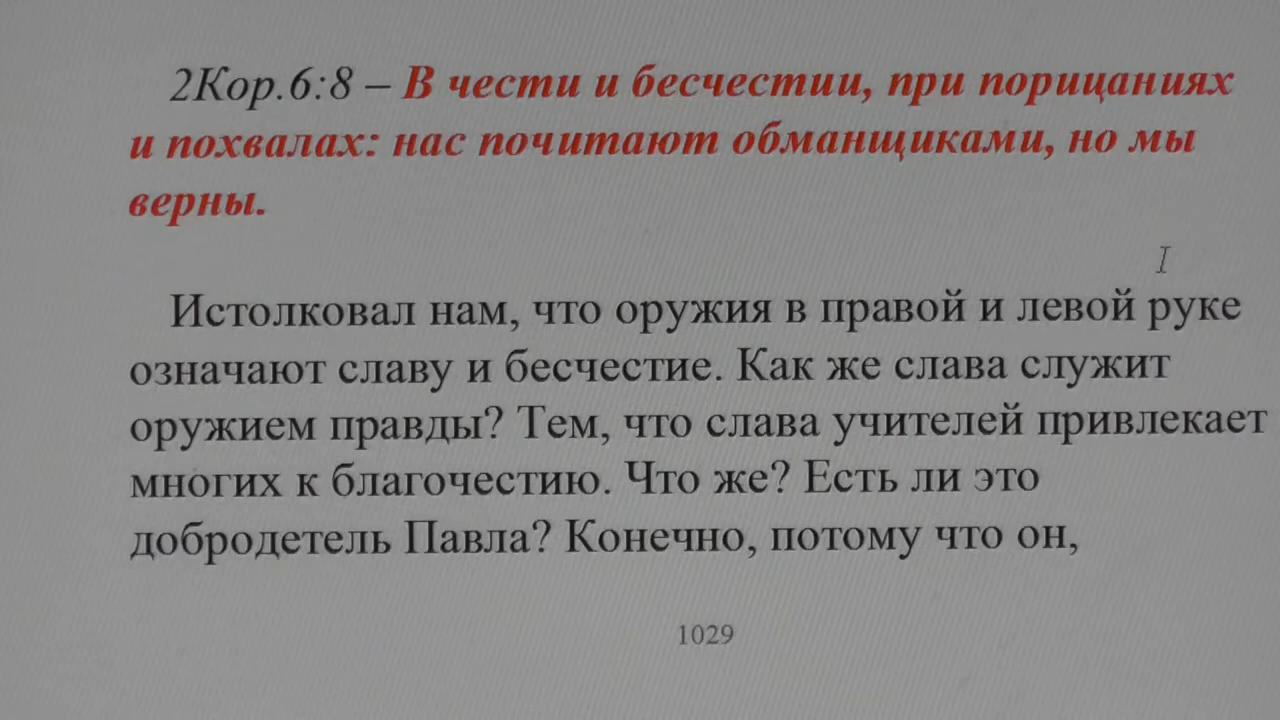 2Кор.6:8 – В чести и бесчестии, при порицаниях
и похвалах: нас почитают обманщиками, но мы
верны.
Истолковал нам, что оружия в правой и левой руке
означают славу и бесчестие. Как же слава служит
оружием правды? Тем, что слава учителей привлекает
многих к благочестию. Что же? Есть ли это
добродетель Павла? Конечно, потому что он,
1029